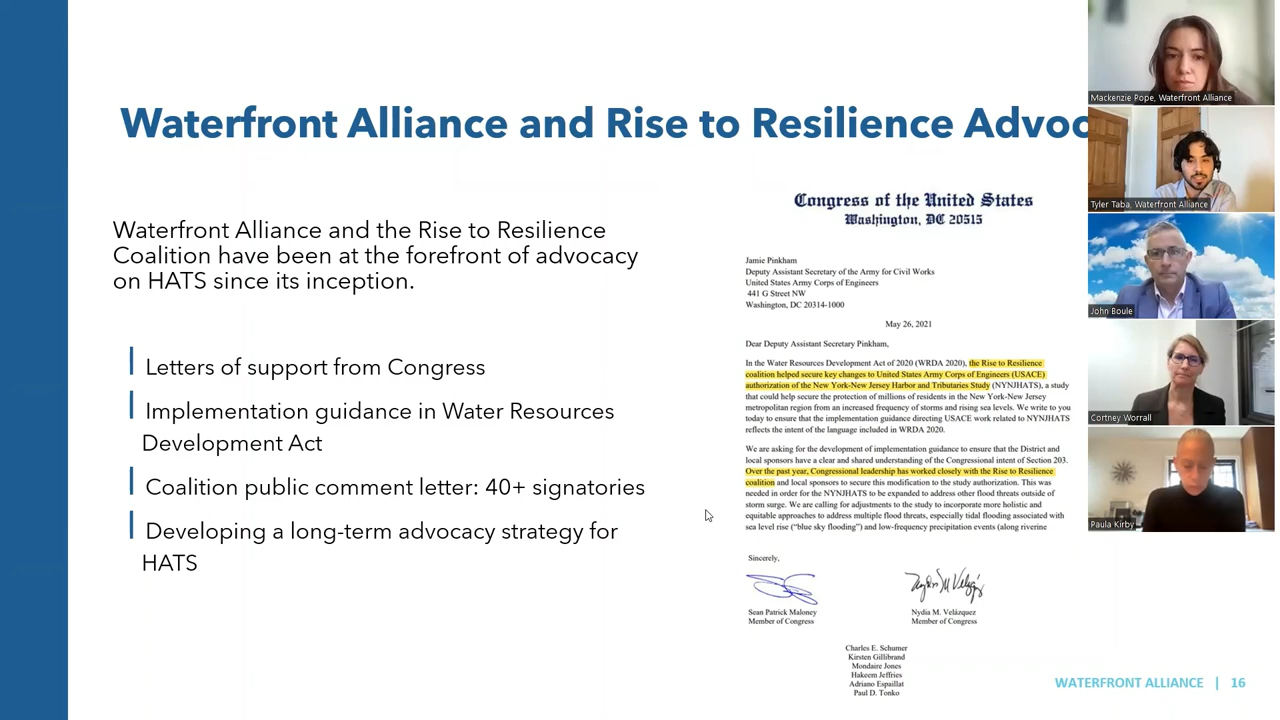 Waterfront Alliance and Rise to Resilience Advoc
Waterfront Alliance and the Rise to Resilience
Coalition have been at the forefront of advocacy
on HATS since its inception.
Letters of support from Congress
Implementation guidance in Water Resources
Development Act
Coalition public comment letter: 40+ signatories
Developing a long-term advocacy strategy for
HATS
Congress of the United States
Washington, DC 20515
Jamie Pinkham
Deputy Assistant Secretary of the Army for Civil Works
United States Army Corps of Engineers
441 G Street NW
Washington, DC 20314-1000
May 26, 2021
Dear Deputy Assistant Secretary Pinkham,
In the Water Resources Development Act of 2020 (WRDA 2020), the Rise to Resilience
coalition helped secure key changes to United States Army Corps of Engineers (USACE)
authorization of the New York-New Jersey Harbor and Tributaries Study (NYNJHATS), a study
that could help secure the protection of millions of residents in the New York-New Jersey
metropolitan region from an increased frequency of storms and rising sea levels. We write to you
today to ensure that the implementation guidance directing USACE work related to NYNJHATS
reflects the intent of the language included in WRDA 2020.
We are asking for the development of implementation guidance to ensure that the District and
local sponsors have a clear and shared understanding of the Congressional intent of Section 203.
Over the past year, Congressional leadership has worked closely with the Rise to Resilience
coalition and local sponsors to secure this modification to the study authorization. This was
needed in order for the NYNJHATS to be expanded to address other flood threats outside of
storm surge. We are calling for adjustments to the study to incorporate more holistic and
equitable approaches to address multiple flood threats, especially tidal flooding associated with
sea level rise (“blue sky flooding”) and low-frequency precipitation events (along riverine
Sincerely,
Nydia M Velázquez
Sean Patrick Maloney
Member of Congress
Nydia M. Velázquez
Member of Congress
Charles E. Schumer
Kirsten Gillibrand
Mondaire Jones
Hakeem Jeffries
Adriano Espaillat
Paul D. Tonko
WATERFRONT ALLIANCE | 16
Mackenzie Pope, Waterfront Alliance
Tyler Taba, Waterfront Alliance
John Boule
Cortney Worrall
Paula Kirby